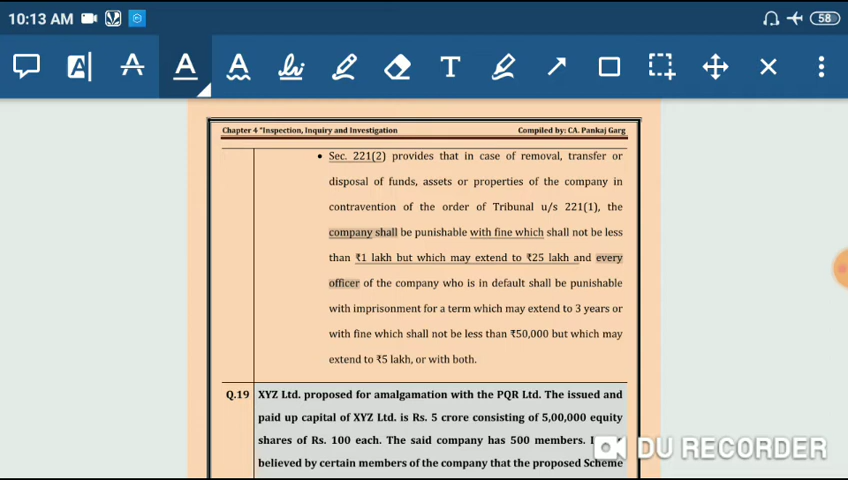 10:13 AM
58
T
Chapter 4 "Inspection, Inquiry and Investigation Compiled by: CA. Pankaj Garg
• Sec. 221(2) provides that in case of removal, transfer or
disposal of funds, assets or properties of the company in
contravention of the order of Tribunal u/s 221(1), the
company shall be punishable with fine which shall not be less
than ₹1 lakh but which may extend to ₹25 lakh and every
officer of the company who is in default shall be punishable
with imprisonment for a term which may extend to 3 years or
with fine which shall not be less than ₹50,000 but which may
extend to ₹5 lakh, or with both.
Q.19 XYZ Ltd. proposed for amalgamation with the PQR Ltd. The issued and
paid up capital of XYZ Ltd. is Rs. 5 crore consisting of 5,00,000 equity
shares of Rs. 100 each. The said company has 500 members.
believed by certain members of the company that the proposed Scheme
DU RECORDER